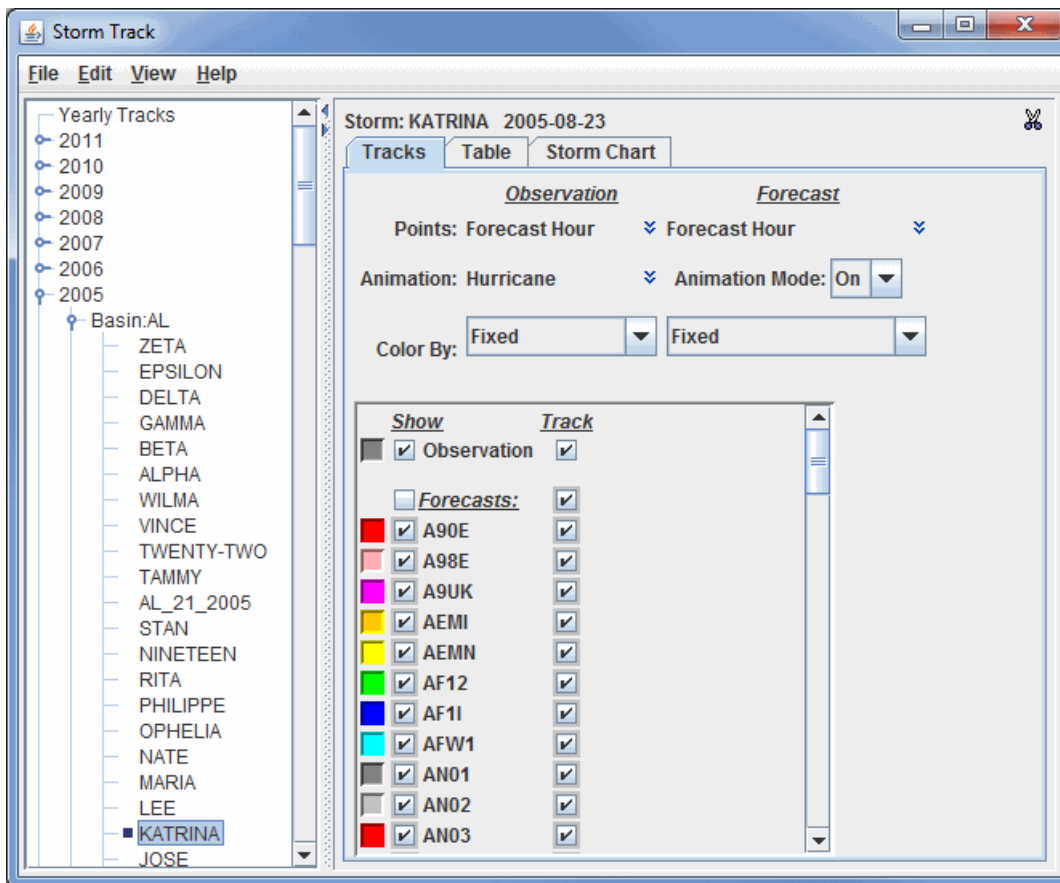 Storm Track
File Edit View Help
Yearly Tracks
2011
2010
2009
2008
2007
2006
2005
Basin:AL
ZETA
EPSILON
DELTA
GAMMA
BETA
ALPHA
WILMA
VINCE
TWENTY-TWO
TAMMY
AL_21_2005
STAN
NINETEEN
RITA
PHILIPPE
OPHELIA
NATE
MARIA
LEE
KATRINA
JOSE
Storm: KATRINA 2005-08-23
Tracks Table Storm Chart
Observation Forecast
Points: Forecast Hour Forecast Hour
Animation: Hurricane Animation Mode: On
Color By: Fixed Fixed
Show Track
Observation
Forecasts:
A90E
A98E
A9UK
AEMI
AEMN
AF12
AF1I
AFW1
AN01
AN02
AN03